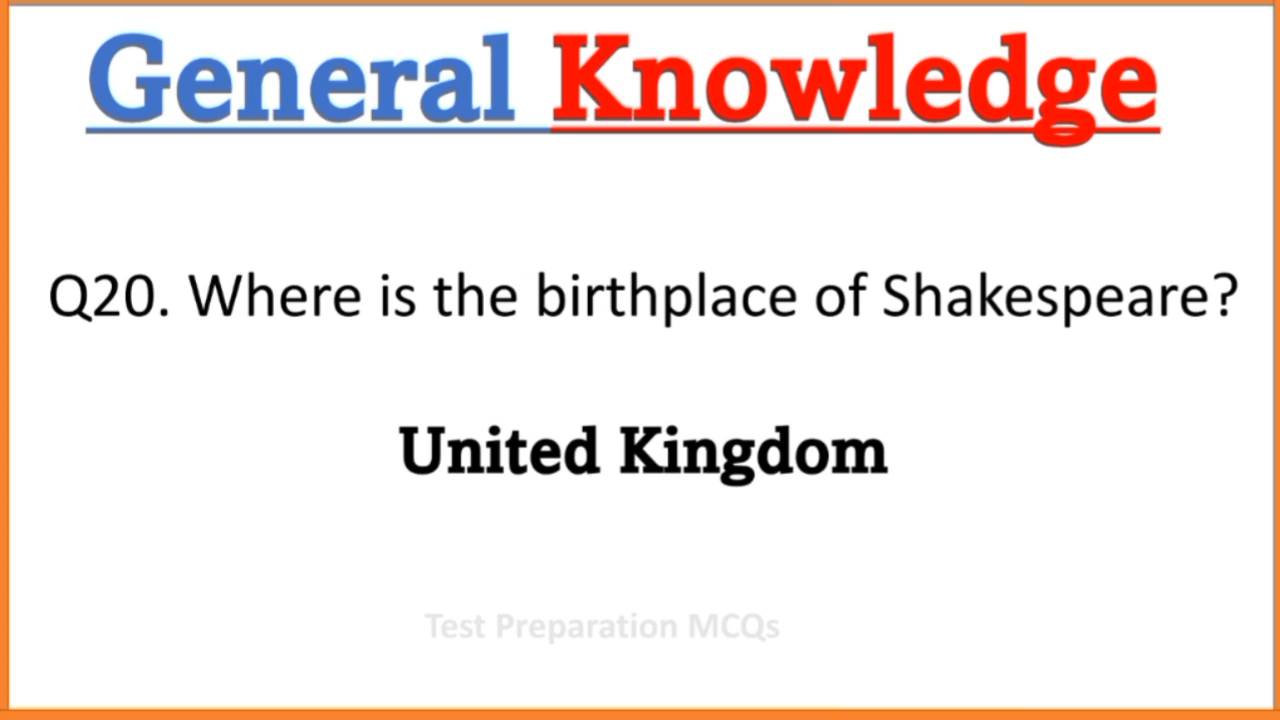 General Knowledge
Q20. Where is the birthplace of Shakespeare?
United Kingdom
Test Preparation MCQs